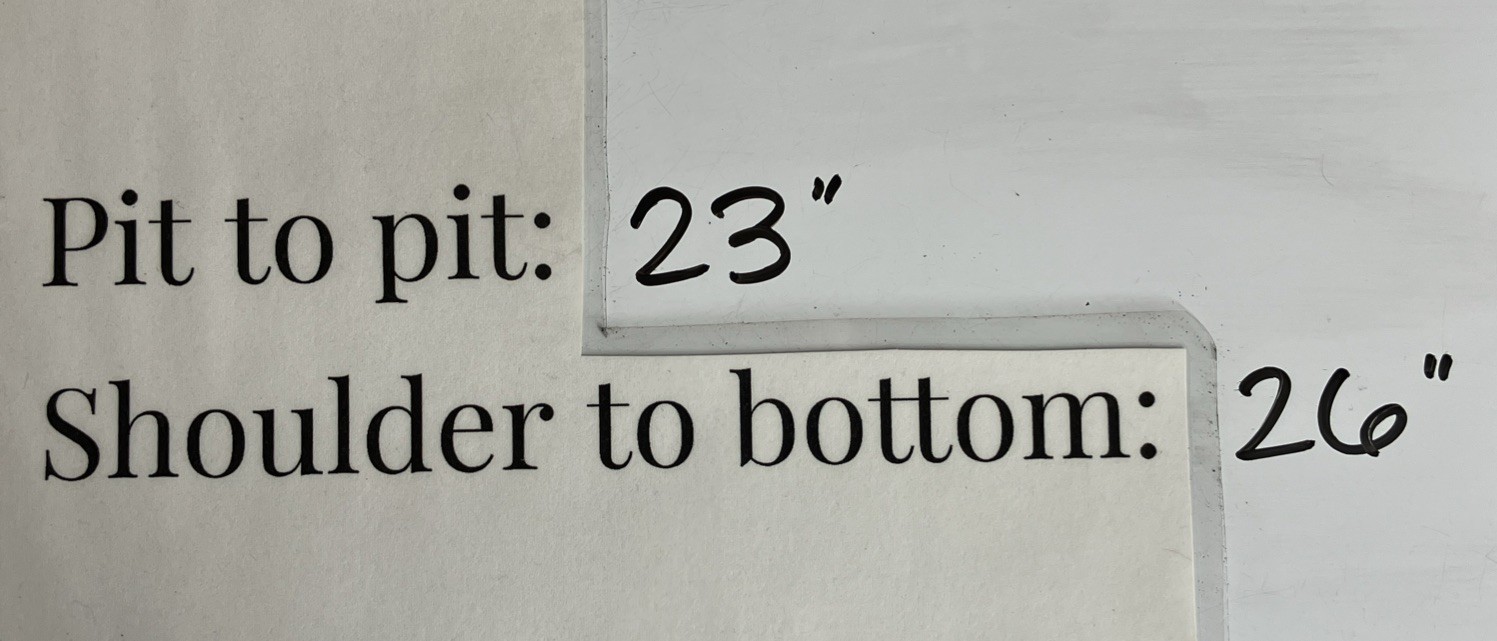 Pit to pit: 23"
Shoulder to bottom: 26"